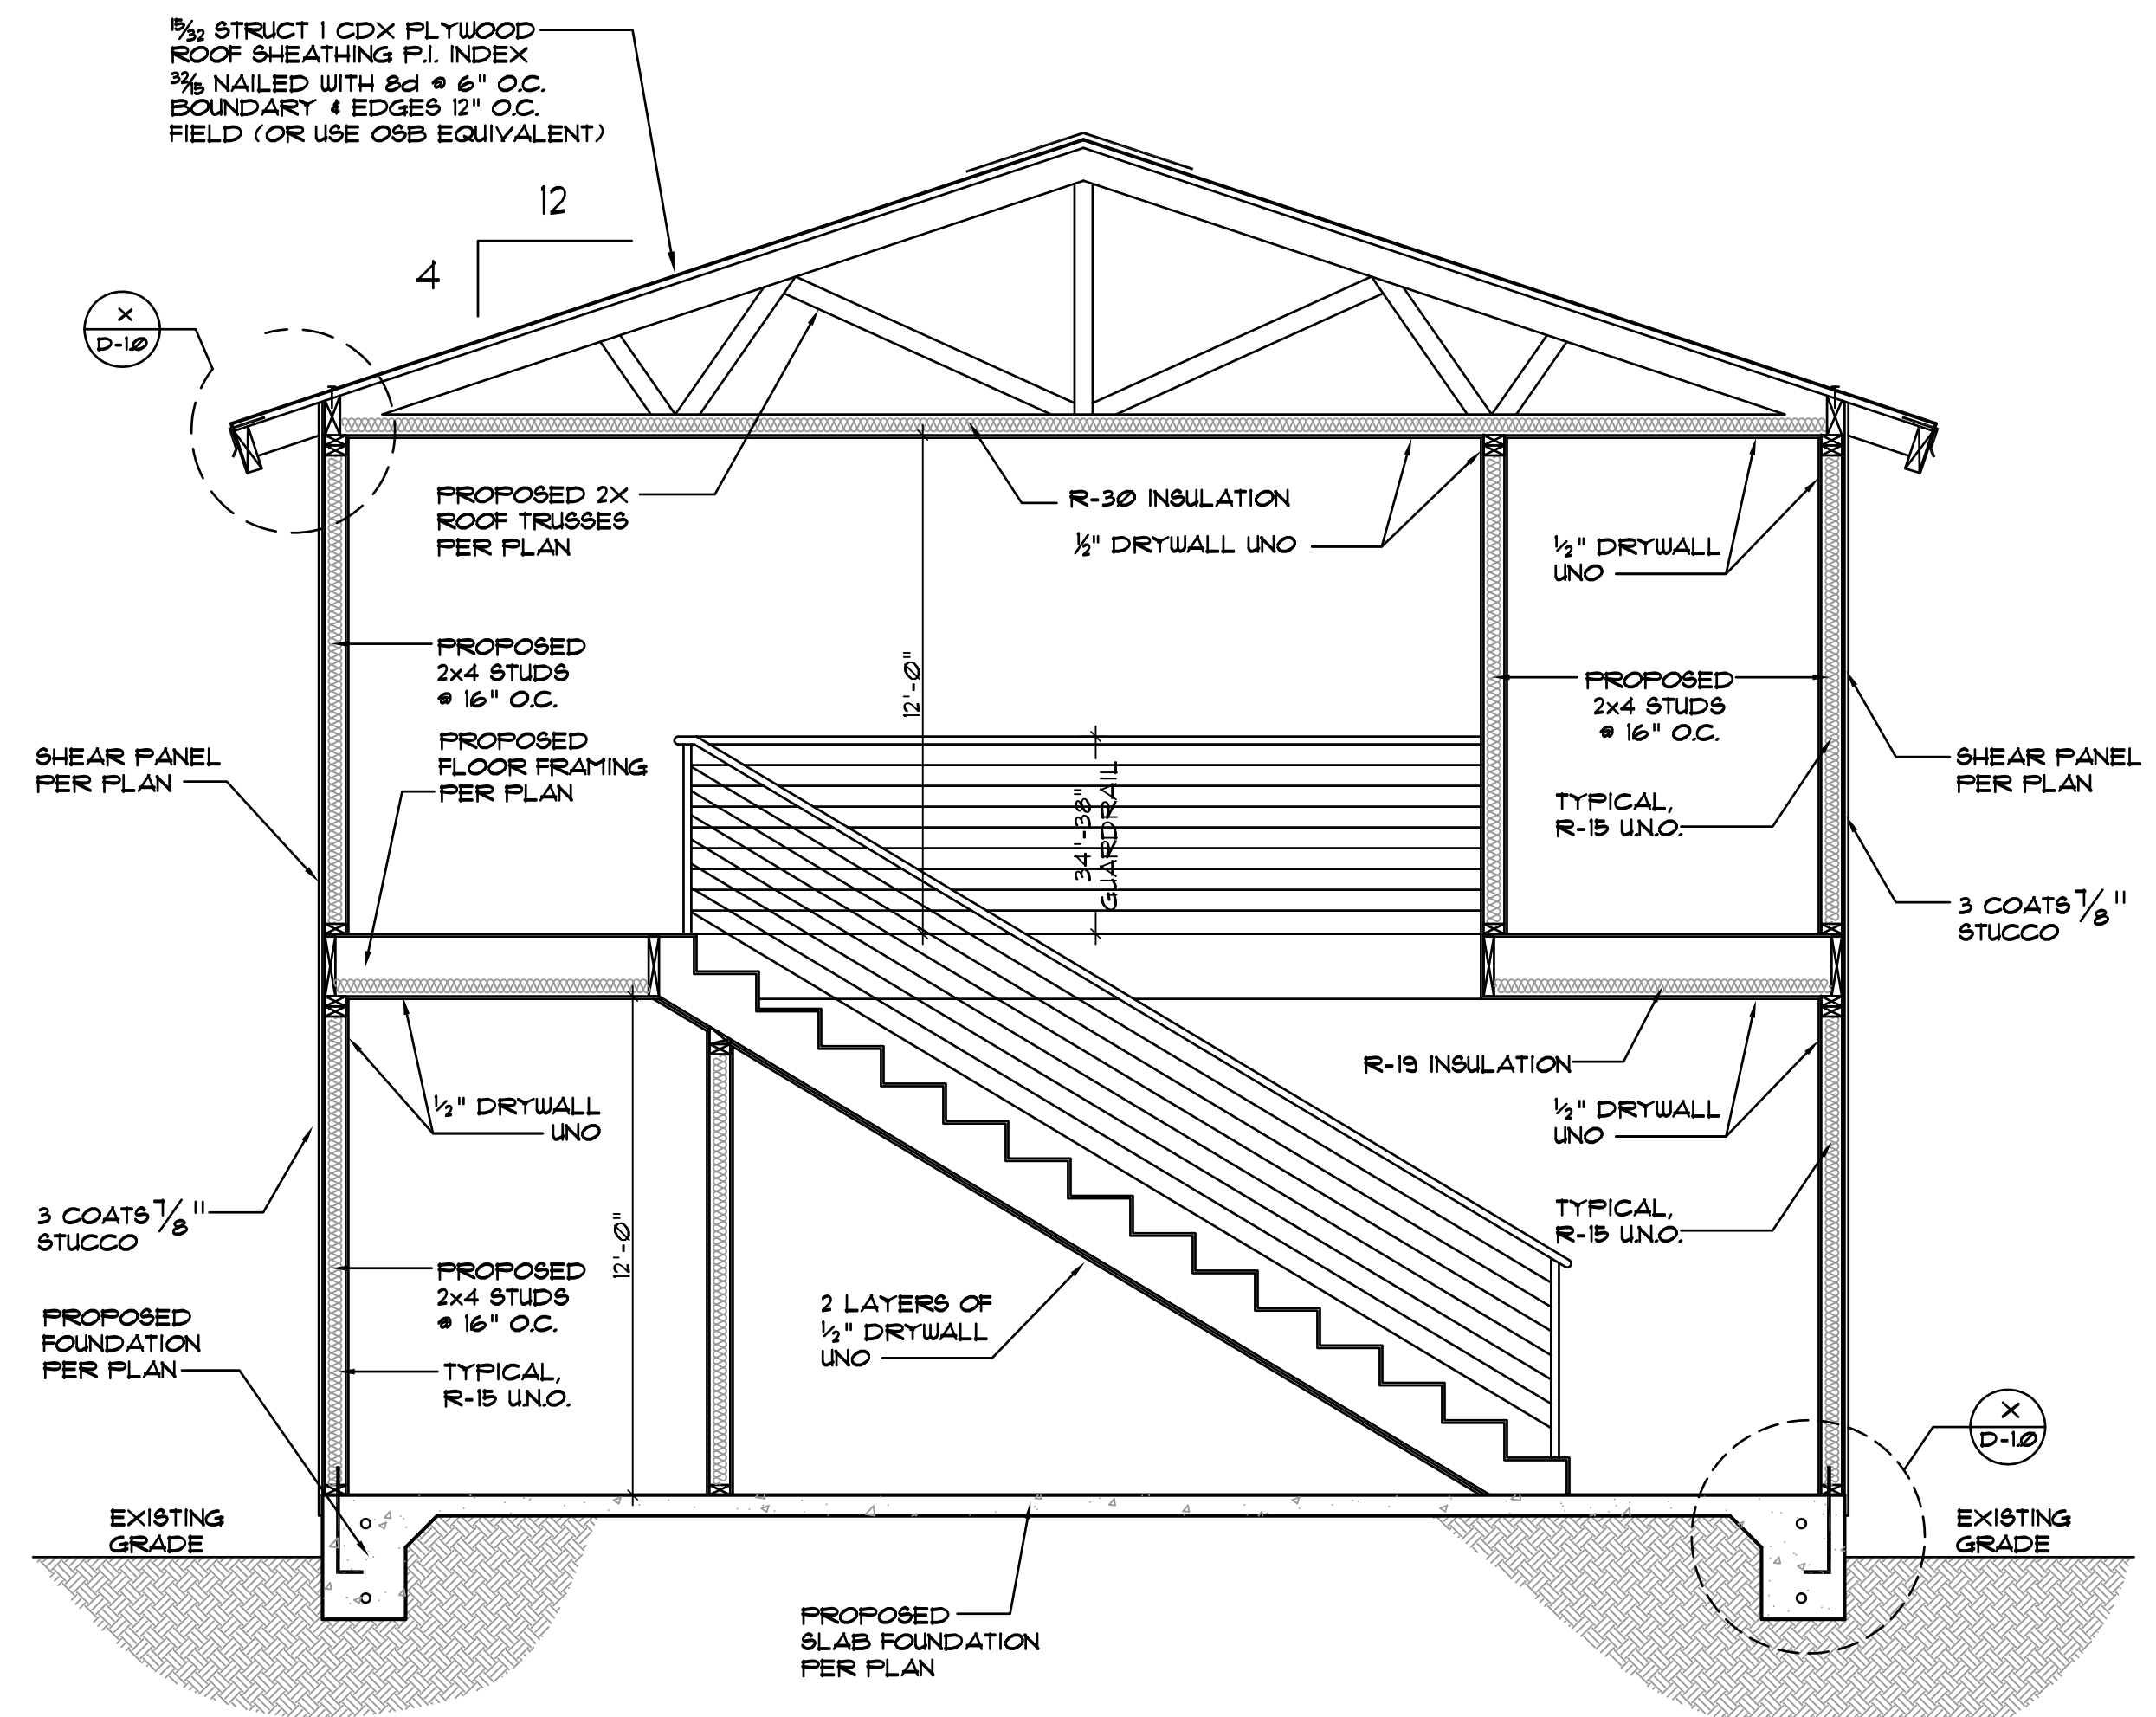 15/32 STRUCT 1 CDX PLYWOOD
ROOF SHEATHING P.I. INDEX
32/15 NAILED WITH 8d @ 6" O.C.
BOUNDARY & EDGES 12" O.C.
FIELD (OR USE OSB EQUIVALENT)
12
4
X
D-1.0
PROPOSED 2X
ROOF TRUSSES
PER PLAN
R-30 INSULATION
1/2" DRYWALL UNO
1/2" DRYWALL
UNO
PROPOSED
2x4 STUDS
@ 16" O.C.
12'-0"
PROPOSED
2x4 STUDS
@ 16" O.C.
SHEAR PANEL
PER PLAN
PROPOSED
FLOOR FRAMING
PER PLAN
34'-38"
GUARDRAIL
TYPICAL,
R-15 U.N.O.
SHEAR PANEL
PER PLAN
3 COATS 7/8"
STUCCO
R-19 INSULATION
1/2" DRYWALL
UNO
1/2" DRYWALL
UNO
3 COATS 7/8"
STUCCO
12'-0"
TYPICAL,
R-15 U.N.O.
PROPOSED
2x4 STUDS
@ 16" O.C.
2 LAYERS OF
1/2" DRYWALL
UNO
PROPOSED
FOUNDATION
PER PLAN
TYPICAL,
R-15 U.N.O.
X
D-1.0
EXISTING
GRADE
EXISTING
GRADE
PROPOSED
SLAB FOUNDATION
PER PLAN